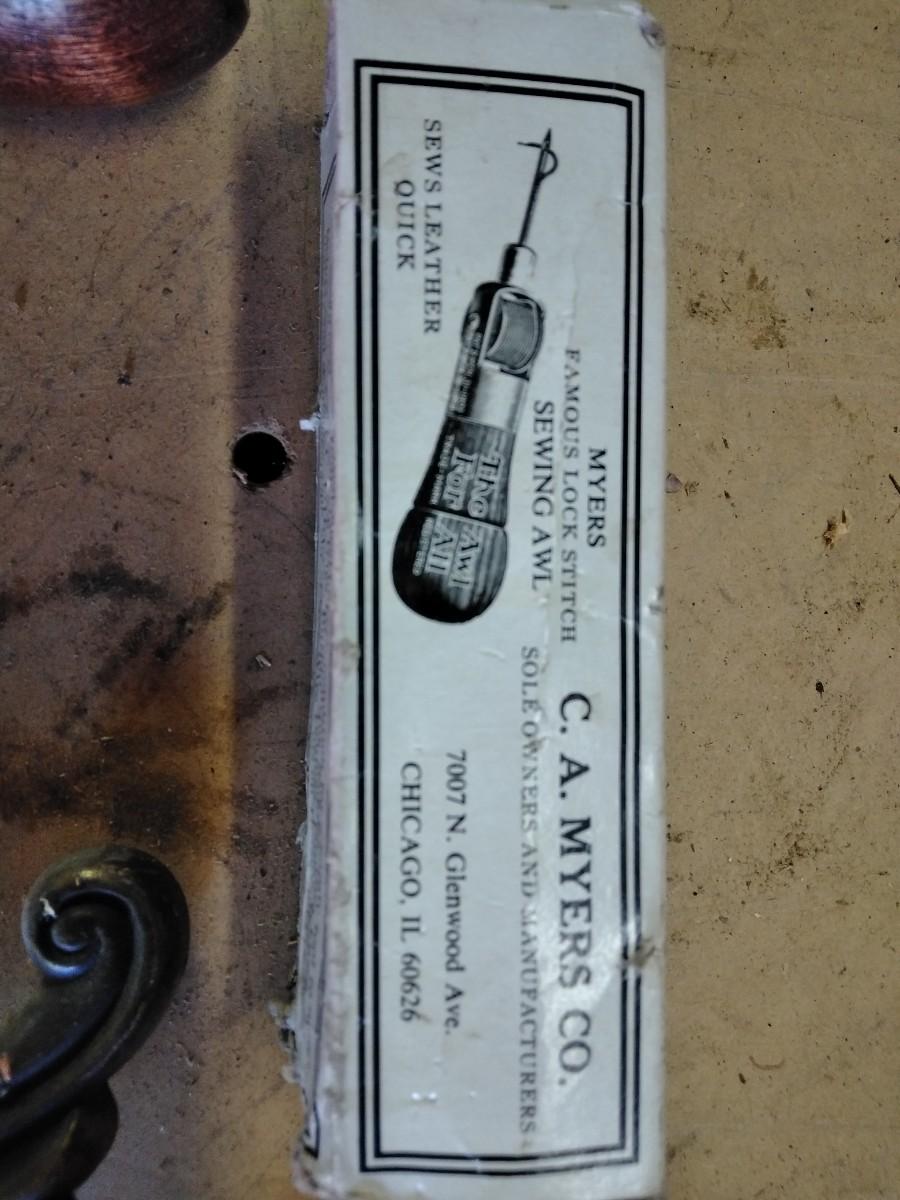 MYERS
FAMOUS LOCK STITCH
SEWING AWL
SEWS LEATHER
QUICK
The Awl
For All
C. A. MYERS CO.
SOLE OWNERS AND MANUFACTURERS
7007 N. Glenwood Ave.
CHICAGO, IL 60626